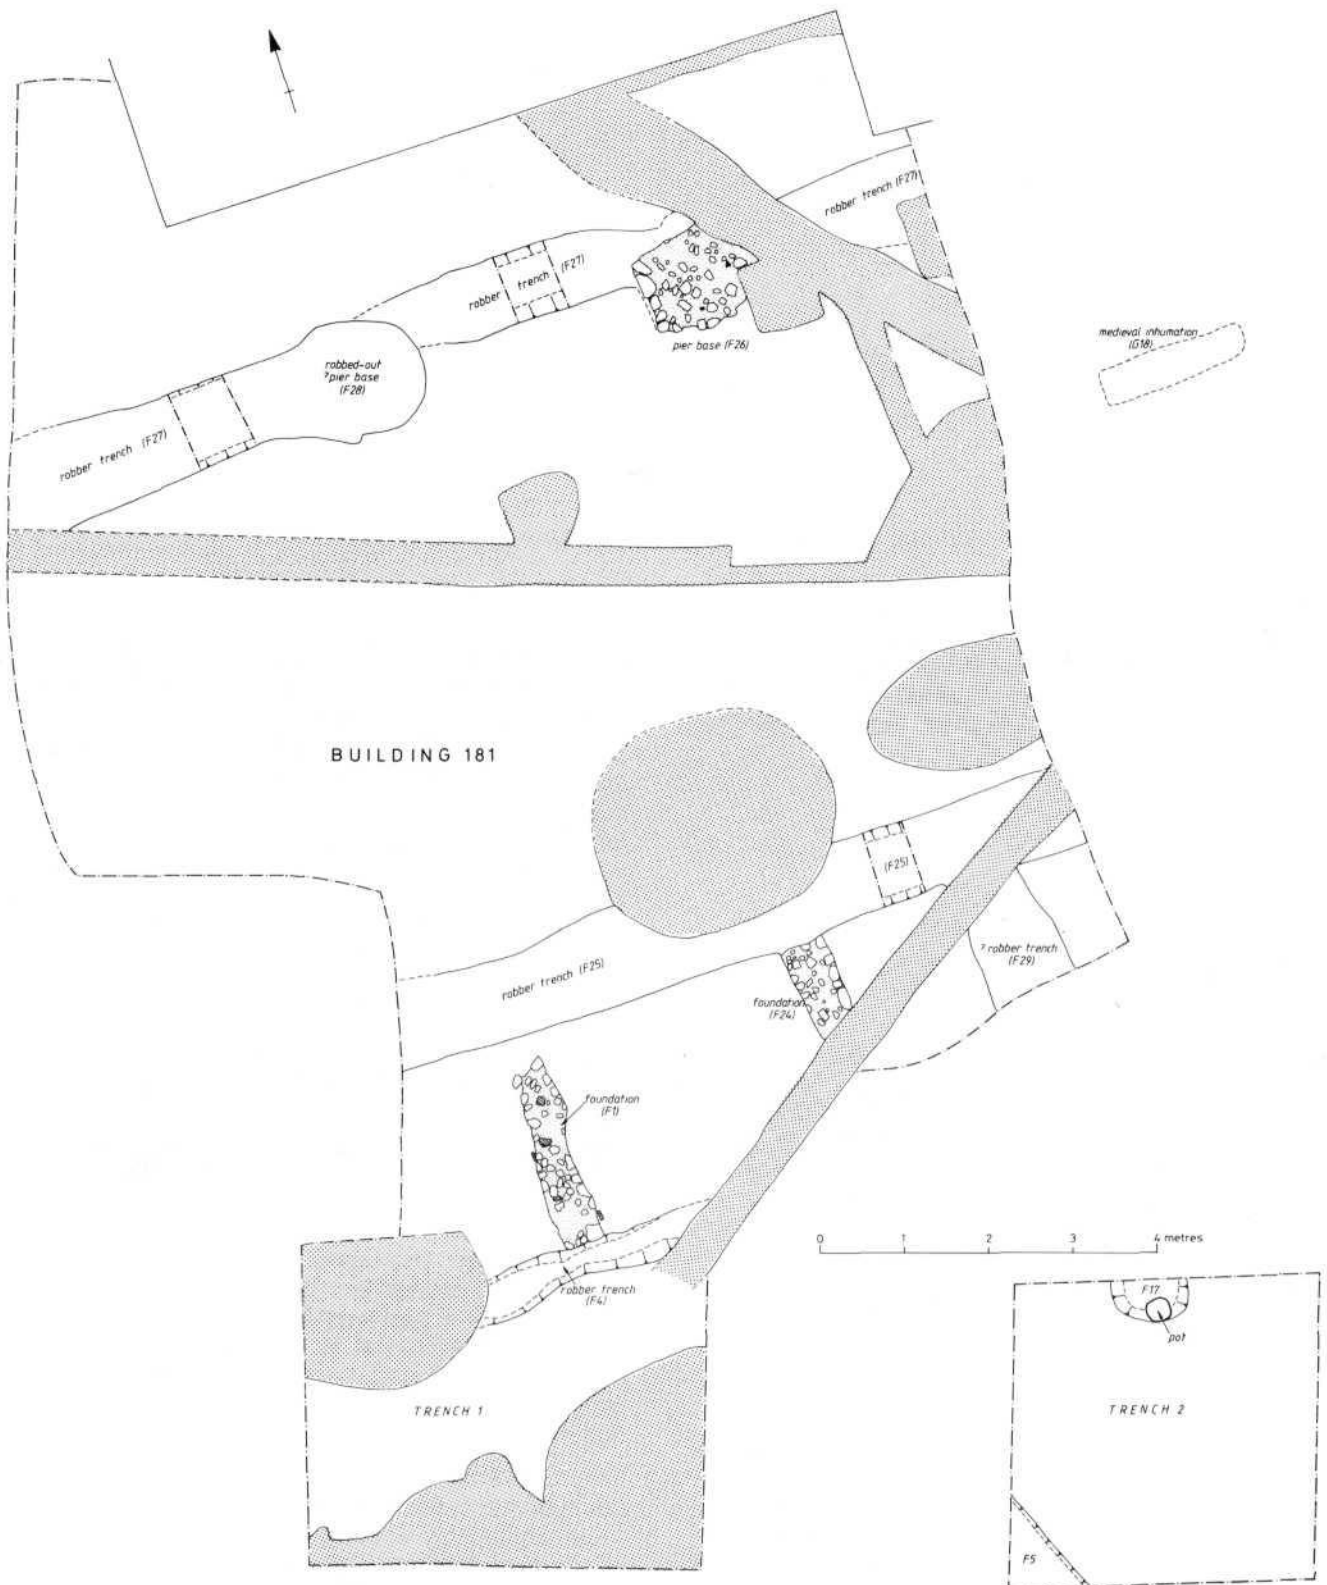 robber trench (F27)
robber trench (F27)
pier base (F26)
medieval inhumation
(G18)
robbed-out
?pier base
(F28)
robber trench (F27)
BUILDING 181
(F25)
robber trench (F25)
? robber trench
(F29)
foundation
(F24)
foundation
(F1)
robber trench
(F4)
0 1 2 3 4 metres
F17
pot
TRENCH 1
TRENCH 2
F5